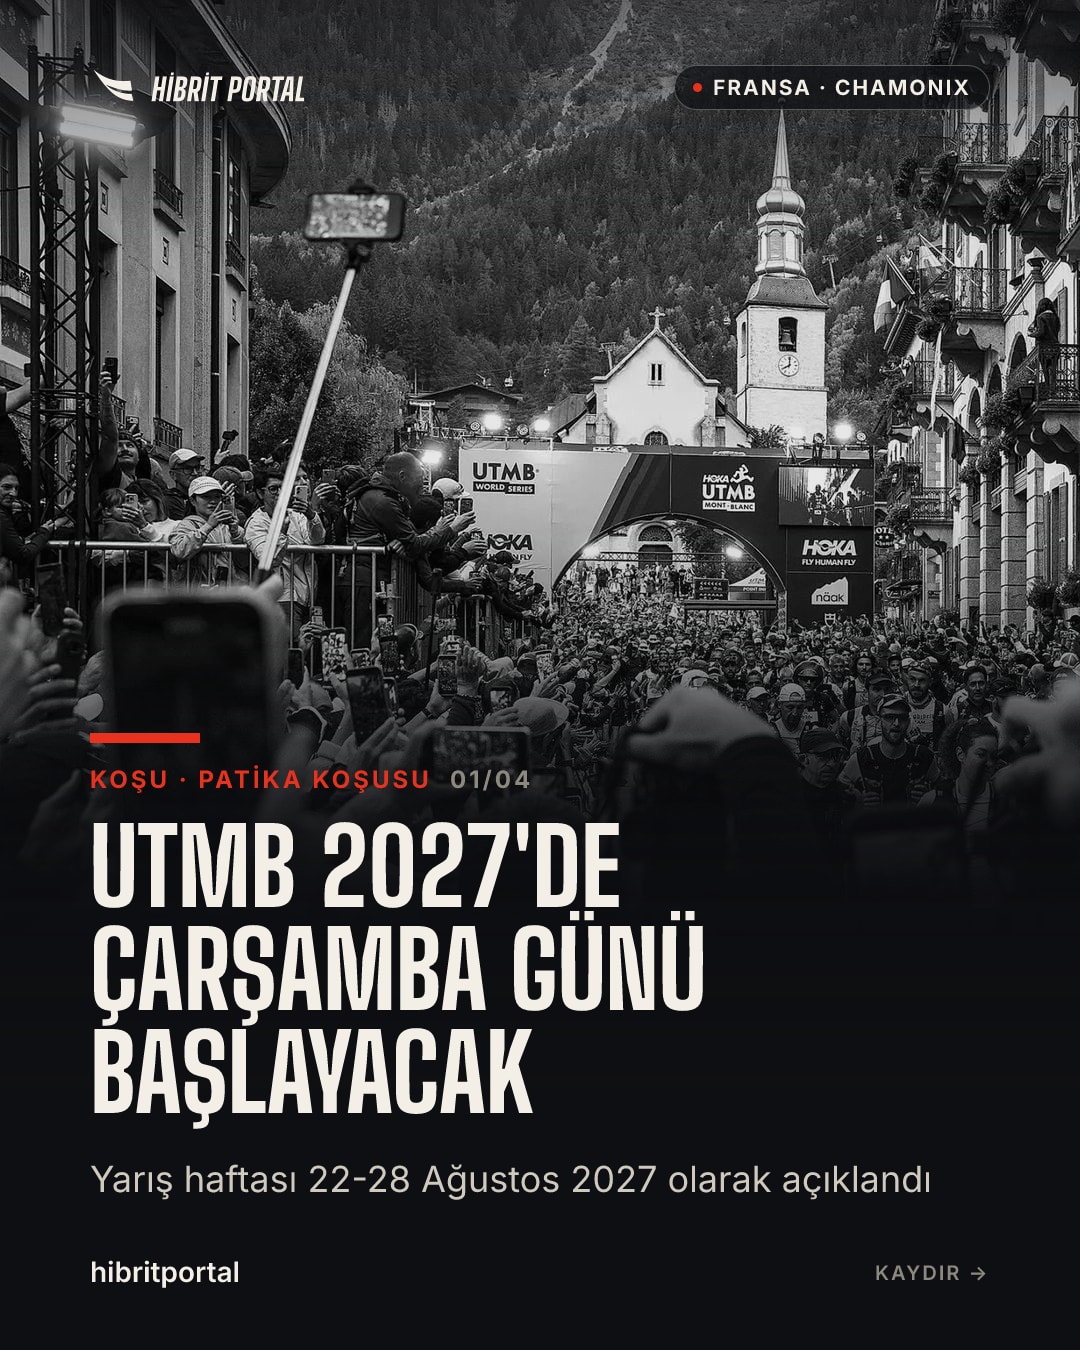 HİBRİT PORTAL
FRANSA · CHAMONIX
UTMB
WORLD SERIES
HOKA
UTMB
MONT-BLANC
HOKA
FLY HUMAN FLY
näak
KOŞU · PATİKA KOŞUSU 01/04
UTMB 2027'DE
ÇARŞAMBA GÜNÜ
BAŞLAYACAK
Yarış haftası 22-28 Ağustos 2027 olarak açıklandı
hibritportal
KAYDIR →